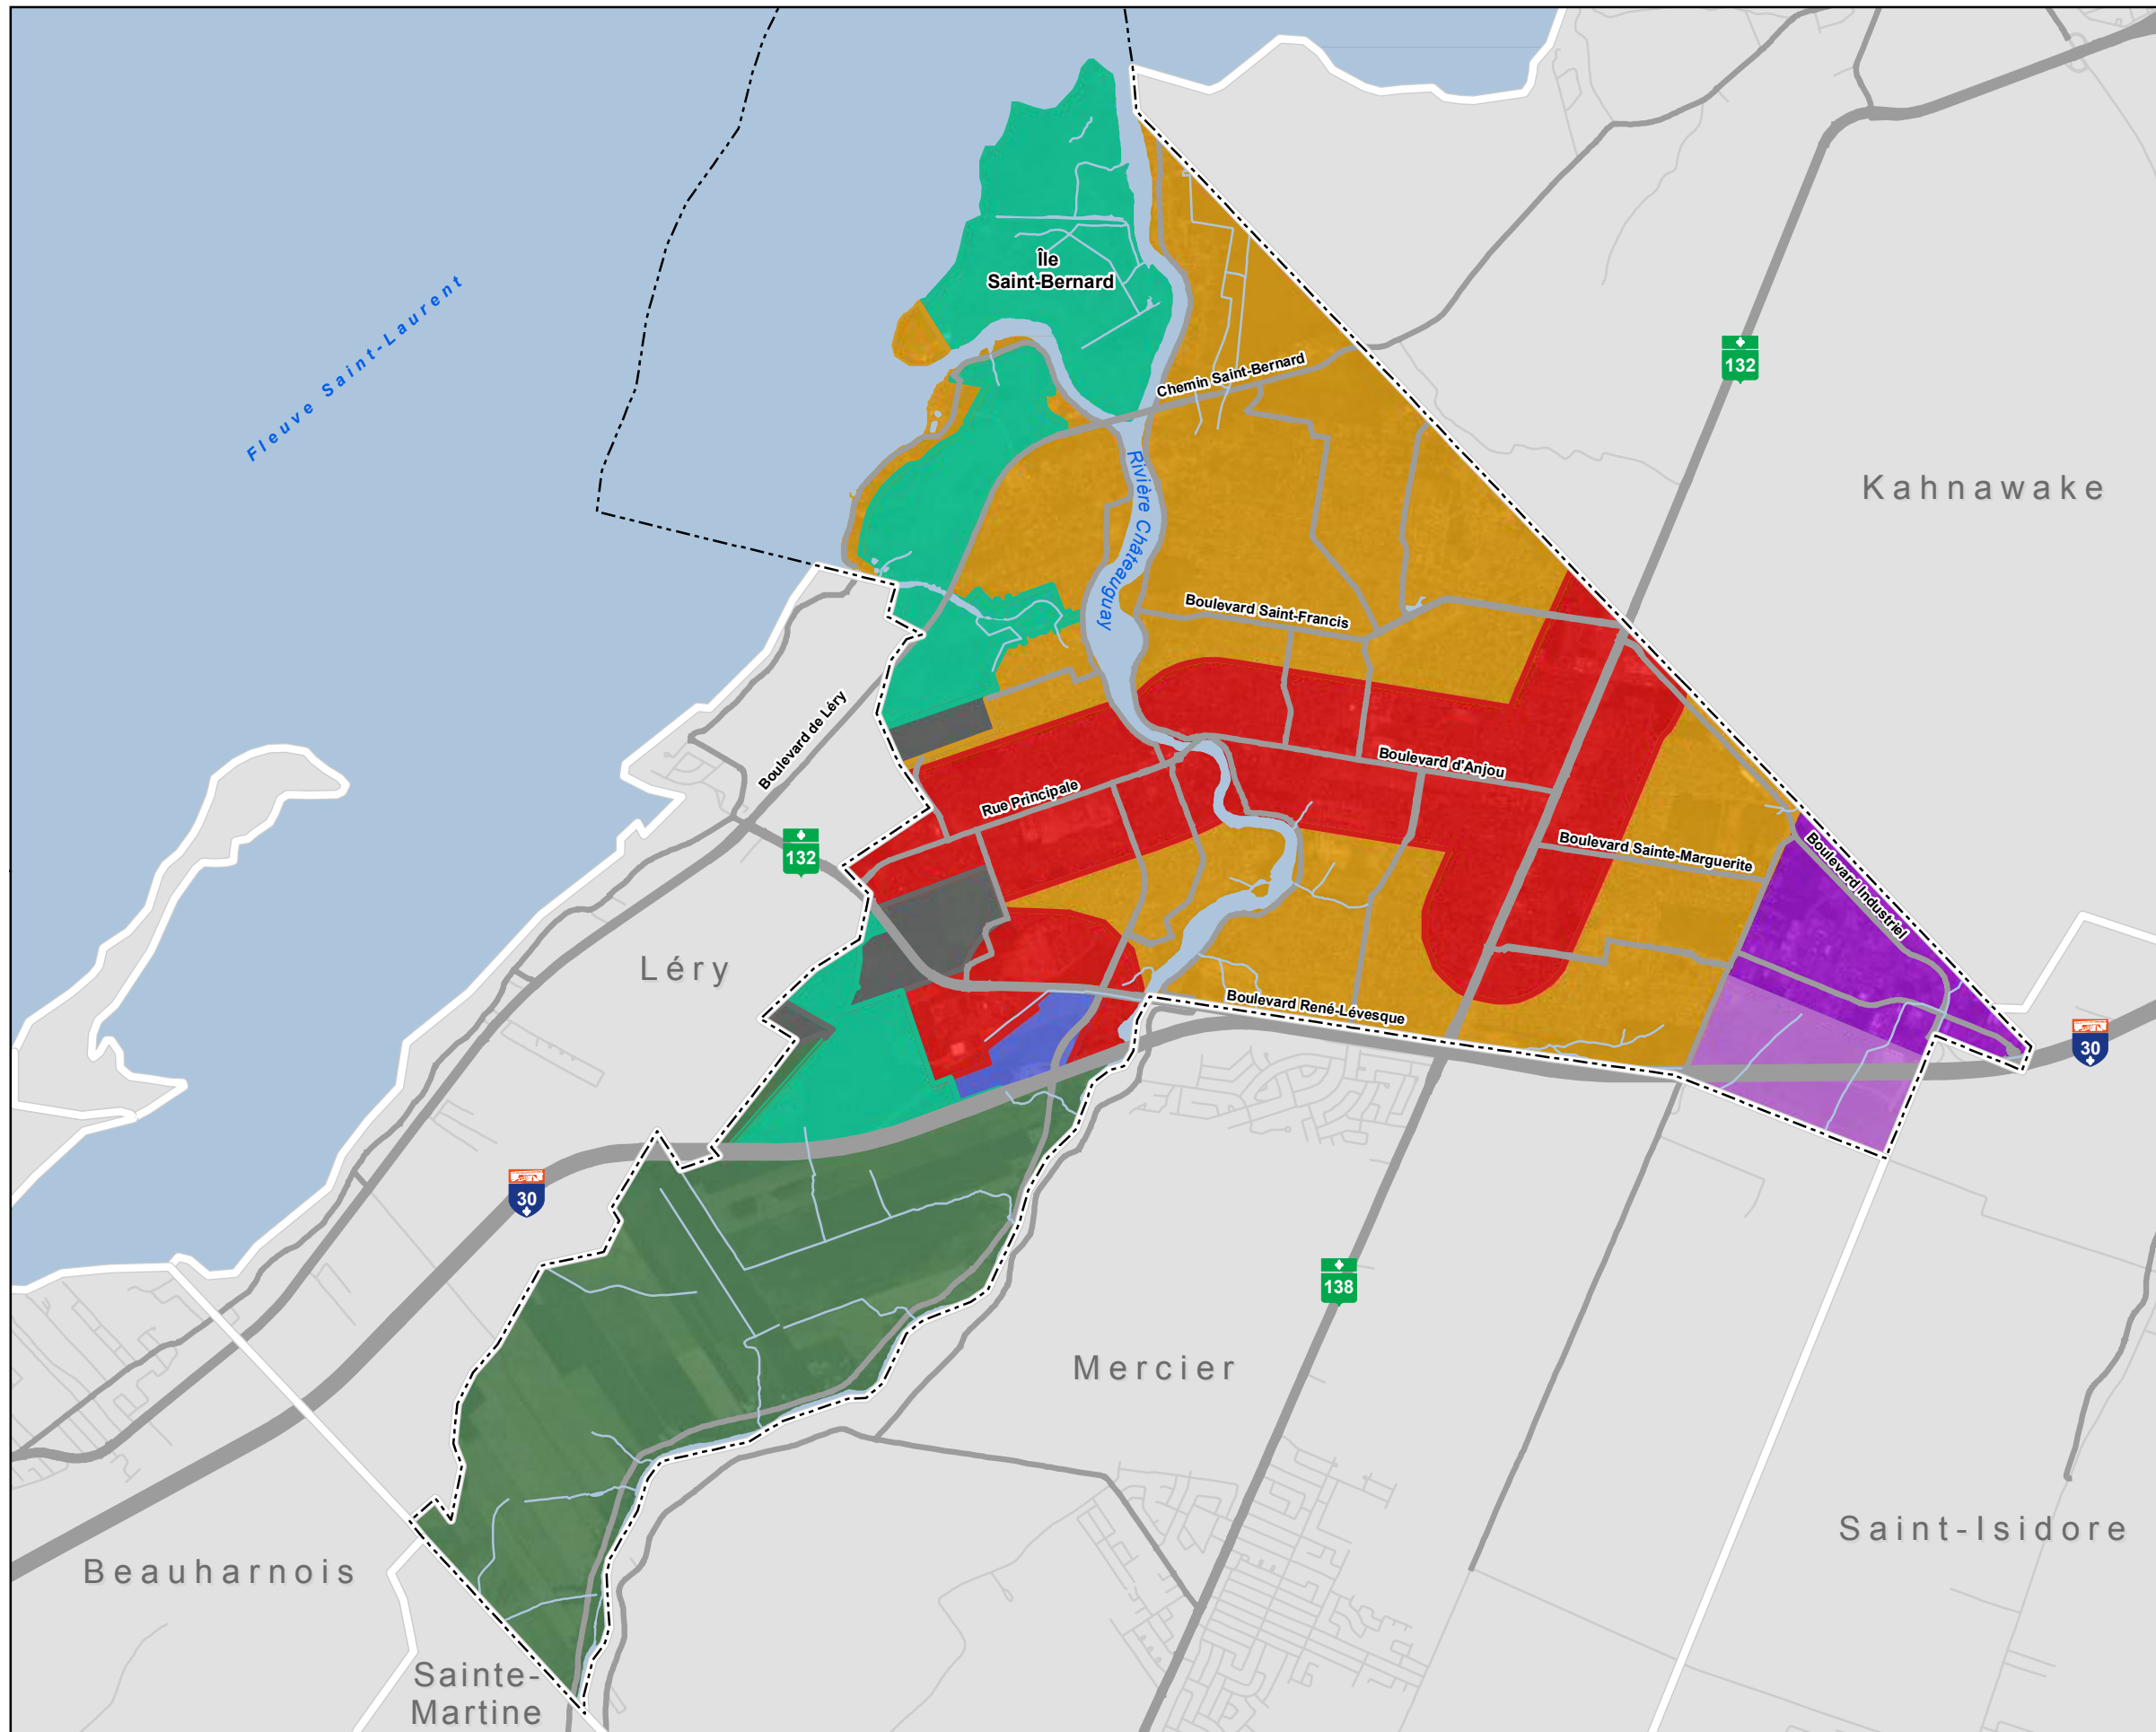 Île
Saint-Bernard
Fleuve Saint-Laurent
Chemin Saint-Bernard
132
Kahnawake
Rivière Châteauguay
Boulevard Saint-Francis
Boulevard de Léry
Boulevard d'Anjou
Rue Principale
132
Boulevard Sainte-Marguerite
Boulevard Industriel
Léry
Boulevard René-Lévesque
30
30
138
Mercier
Saint-Isidore
Beauharnois
Sainte-
Martine